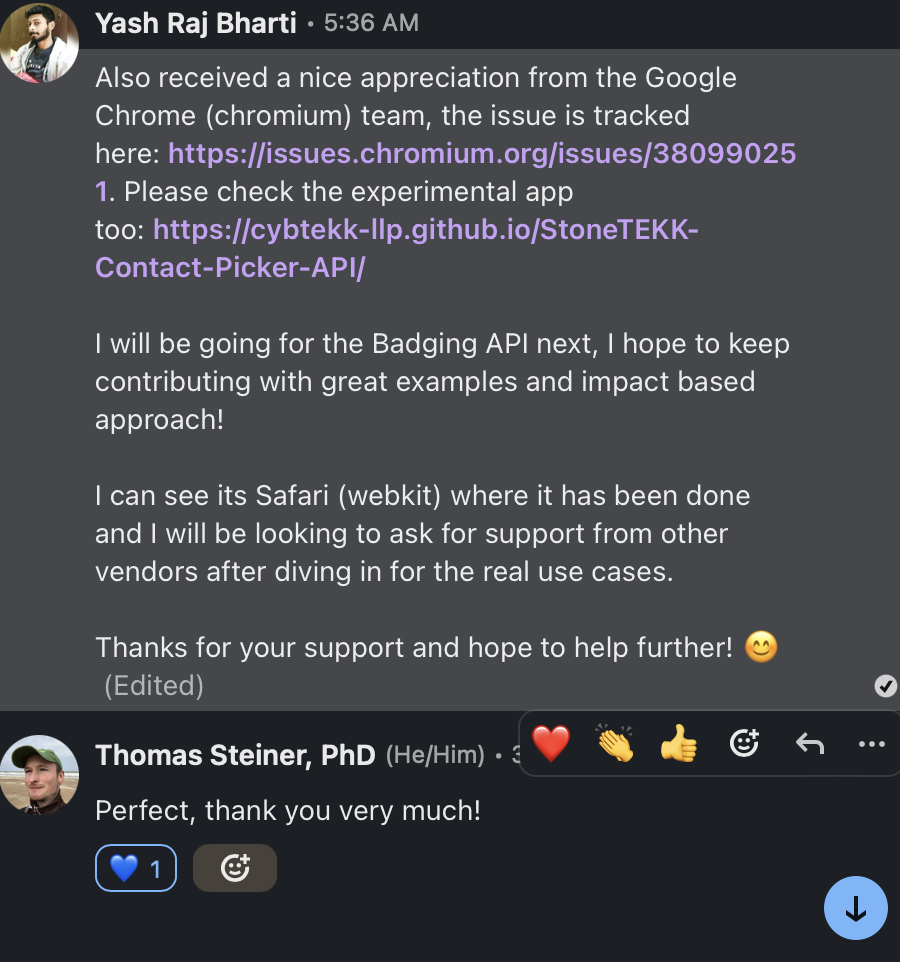 Yash Raj Bharti • 5:36 AM
Also received a nice appreciation from the Google
Chrome (chromium) team, the issue is tracked
here: https://issues.chromium.org/issues/38099025
1. Please check the experimental app
too: https://cybtekk-llp.github.io/StoneTEKK-
Contact-Picker-API/
I will be going for the Badging API next, I hope to keep
contributing with great examples and impact based
approach!
I can see its Safari (webkit) where it has been done
and I will be looking to ask for support from other
vendors after diving in for the real use cases.
Thanks for your support and hope to help further! 😊
(Edited)
Thomas Steiner, PhD (He/Him) •
Perfect, thank you very much!
💙 1